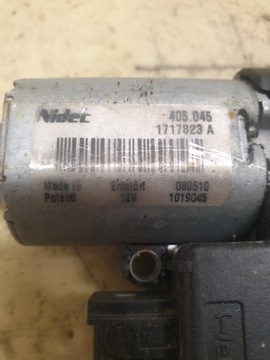 Nidec 405.045
1717823 A
Made in Entstört 080510
Poland 12V 1019045